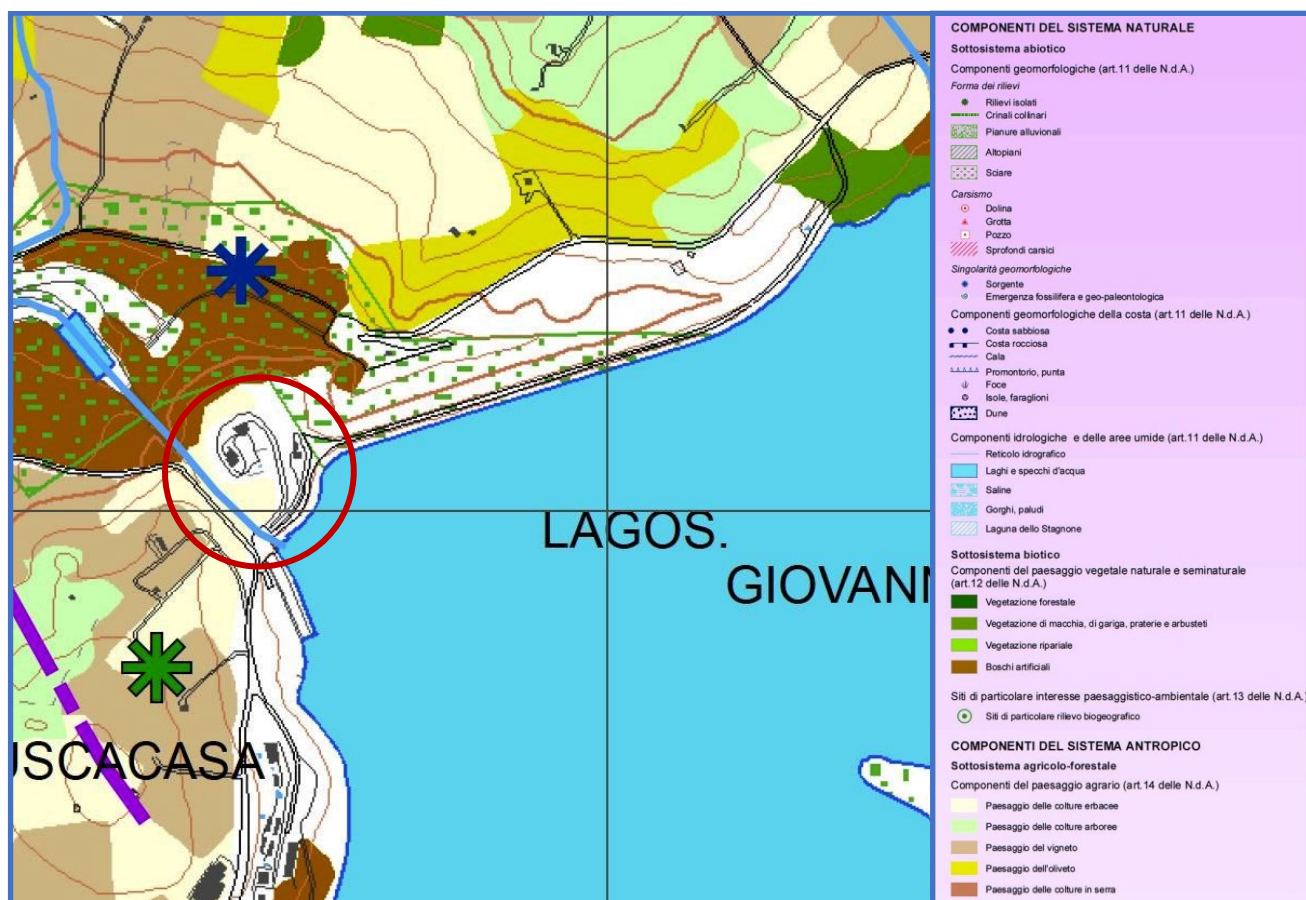 LAGOS.
GIOVANN
USCACASA
COMPONENTI DEL SISTEMA NATURALE
Sottosistema abiotico
Componenti geomorfologiche (art.11 delle N.d.A.)
Forma dei rilievi
Rilievi isolati
Crinali collinari
Pianure alluvionali
Altopiani
Sciare
Carsismo
Dolina
Grotta
Pozzo
Sprofondi carsici
Singolarità geomorfologiche
Sorgente
Emergenza fossilifera e geo-paleontologica
Componenti geomorfologiche della costa (art.11 delle N.d.A.)
Costa sabbiosa
Costa rocciosa
Cala
Promontorio, punta
Foce
Isole, faraglioni
Dune
Componenti idrologiche e delle aree umide (art.11 delle N.d.A.)
Reticolo idrografico
Laghi e specchi d'acqua
Saline
Gorghi, paludi
Laguna dello Stagnone
Sottosistema biotico
Componenti del paesaggio vegetale naturale e seminaturale
(art.12 delle N.d.A.)
Vegetazione forestale
Vegetazione di macchia, di gariga, praterie e arbusteti
Vegetazione ripariale
Boschi artificiali
Siti di particolare interesse paesaggistico-ambientale (art.13 delle N.d.A.)
Siti di particolare rilievo biogeografico
COMPONENTI DEL SISTEMA ANTROPICO
Sottosistema agricolo-forestale
Componenti del paesaggio agrario (art.14 delle N.d.A.)
Paesaggio delle colture erbacee
Paesaggio delle colture arboree
Paesaggio del vigneto
Paesaggio dell'oliveto
Paesaggio delle colture in serra